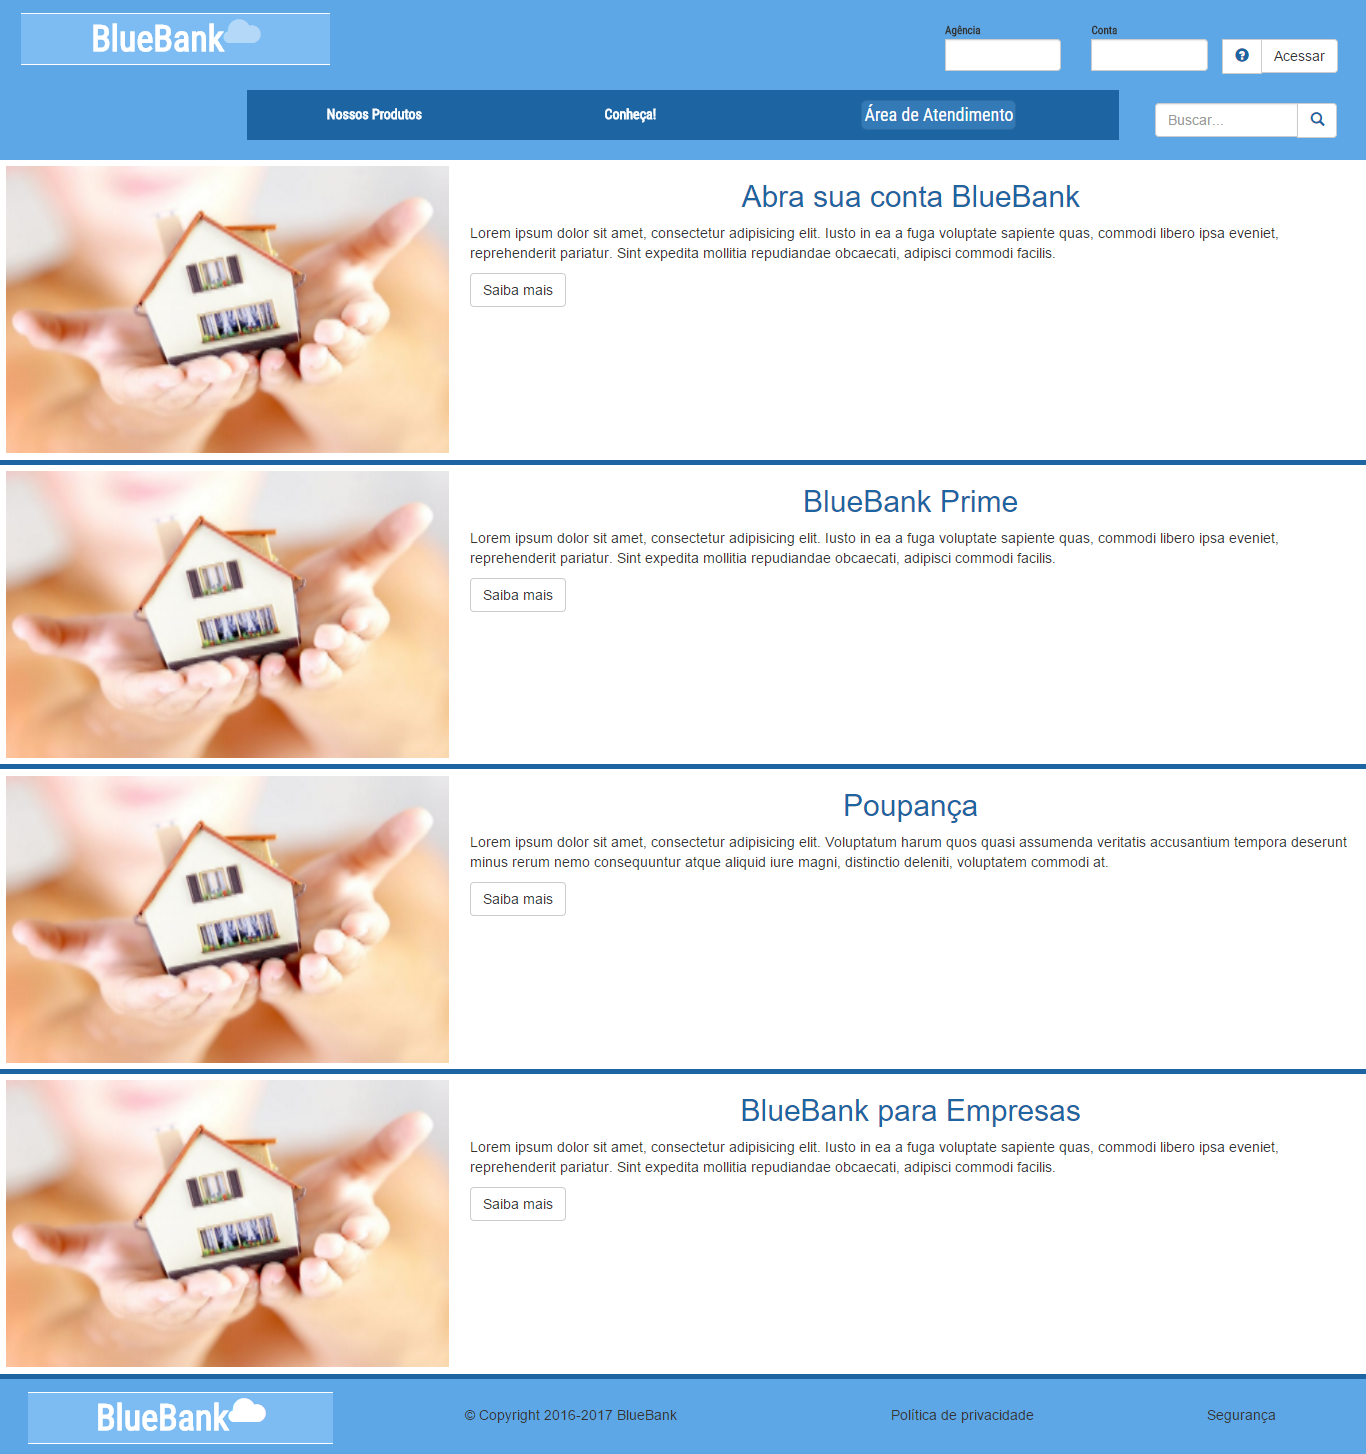 BlueBank
Agência
Conta
Acessar
Nossos Produtos
Conheça!
Área de Atendimento
Buscar...
Abra sua conta BlueBank
Lorem ipsum dolor sit amet, consectetur adipisicing elit. Iusto in ea a fuga voluptate sapiente quas, commodi libero ipsa eveniet,
reprehenderit pariatur. Sint expedita mollitia repudiandae obcaecati, adipisci commodi facilis.
Saiba mais
BlueBank Prime
Lorem ipsum dolor sit amet, consectetur adipisicing elit. Iusto in ea a fuga voluptate sapiente quas, commodi libero ipsa eveniet,
reprehenderit pariatur. Sint expedita mollitia repudiandae obcaecati, adipisci commodi facilis.
Saiba mais
Poupança
Lorem ipsum dolor sit amet, consectetur adipisicing elit. Voluptatum harum quos quasi assumenda veritatis accusantium tempora deserunt
minus rerum nemo consequuntur atque aliquid iure magni, distinctio deleniti, voluptatem commodi at.
Saiba mais
BlueBank para Empresas
Lorem ipsum dolor sit amet, consectetur adipisicing elit. Iusto in ea a fuga voluptate sapiente quas, commodi libero ipsa eveniet,
reprehenderit pariatur. Sint expedita mollitia repudiandae obcaecati, adipisci commodi facilis.
Saiba mais
BlueBank
© Copyright 2016-2017 BlueBank
Política de privacidade
Segurança